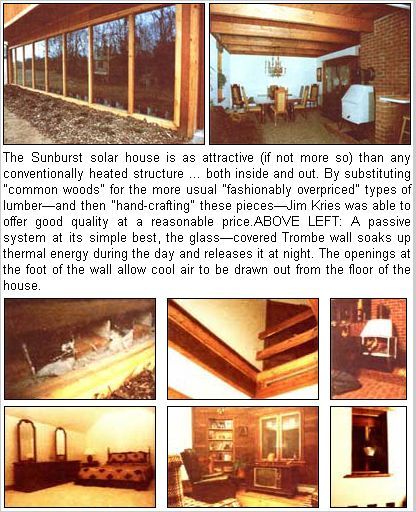 The Sunburst solar house is as attractive (if not more so) than any
conventionally heated structure ... both inside and out. By substituting
"common woods" for the more usual "fashionably overpriced" types of
lumber—and then "hand-crafting" these pieces—Jim Kries was able to
offer good quality at a reasonable price.ABOVE LEFT: A passive
system at its simple best, the glass—covered Trombe wall soaks up
thermal energy during the day and releases it at night. The openings
at the foot of the wall allow cool air to be drawn out from the floor of the
house.